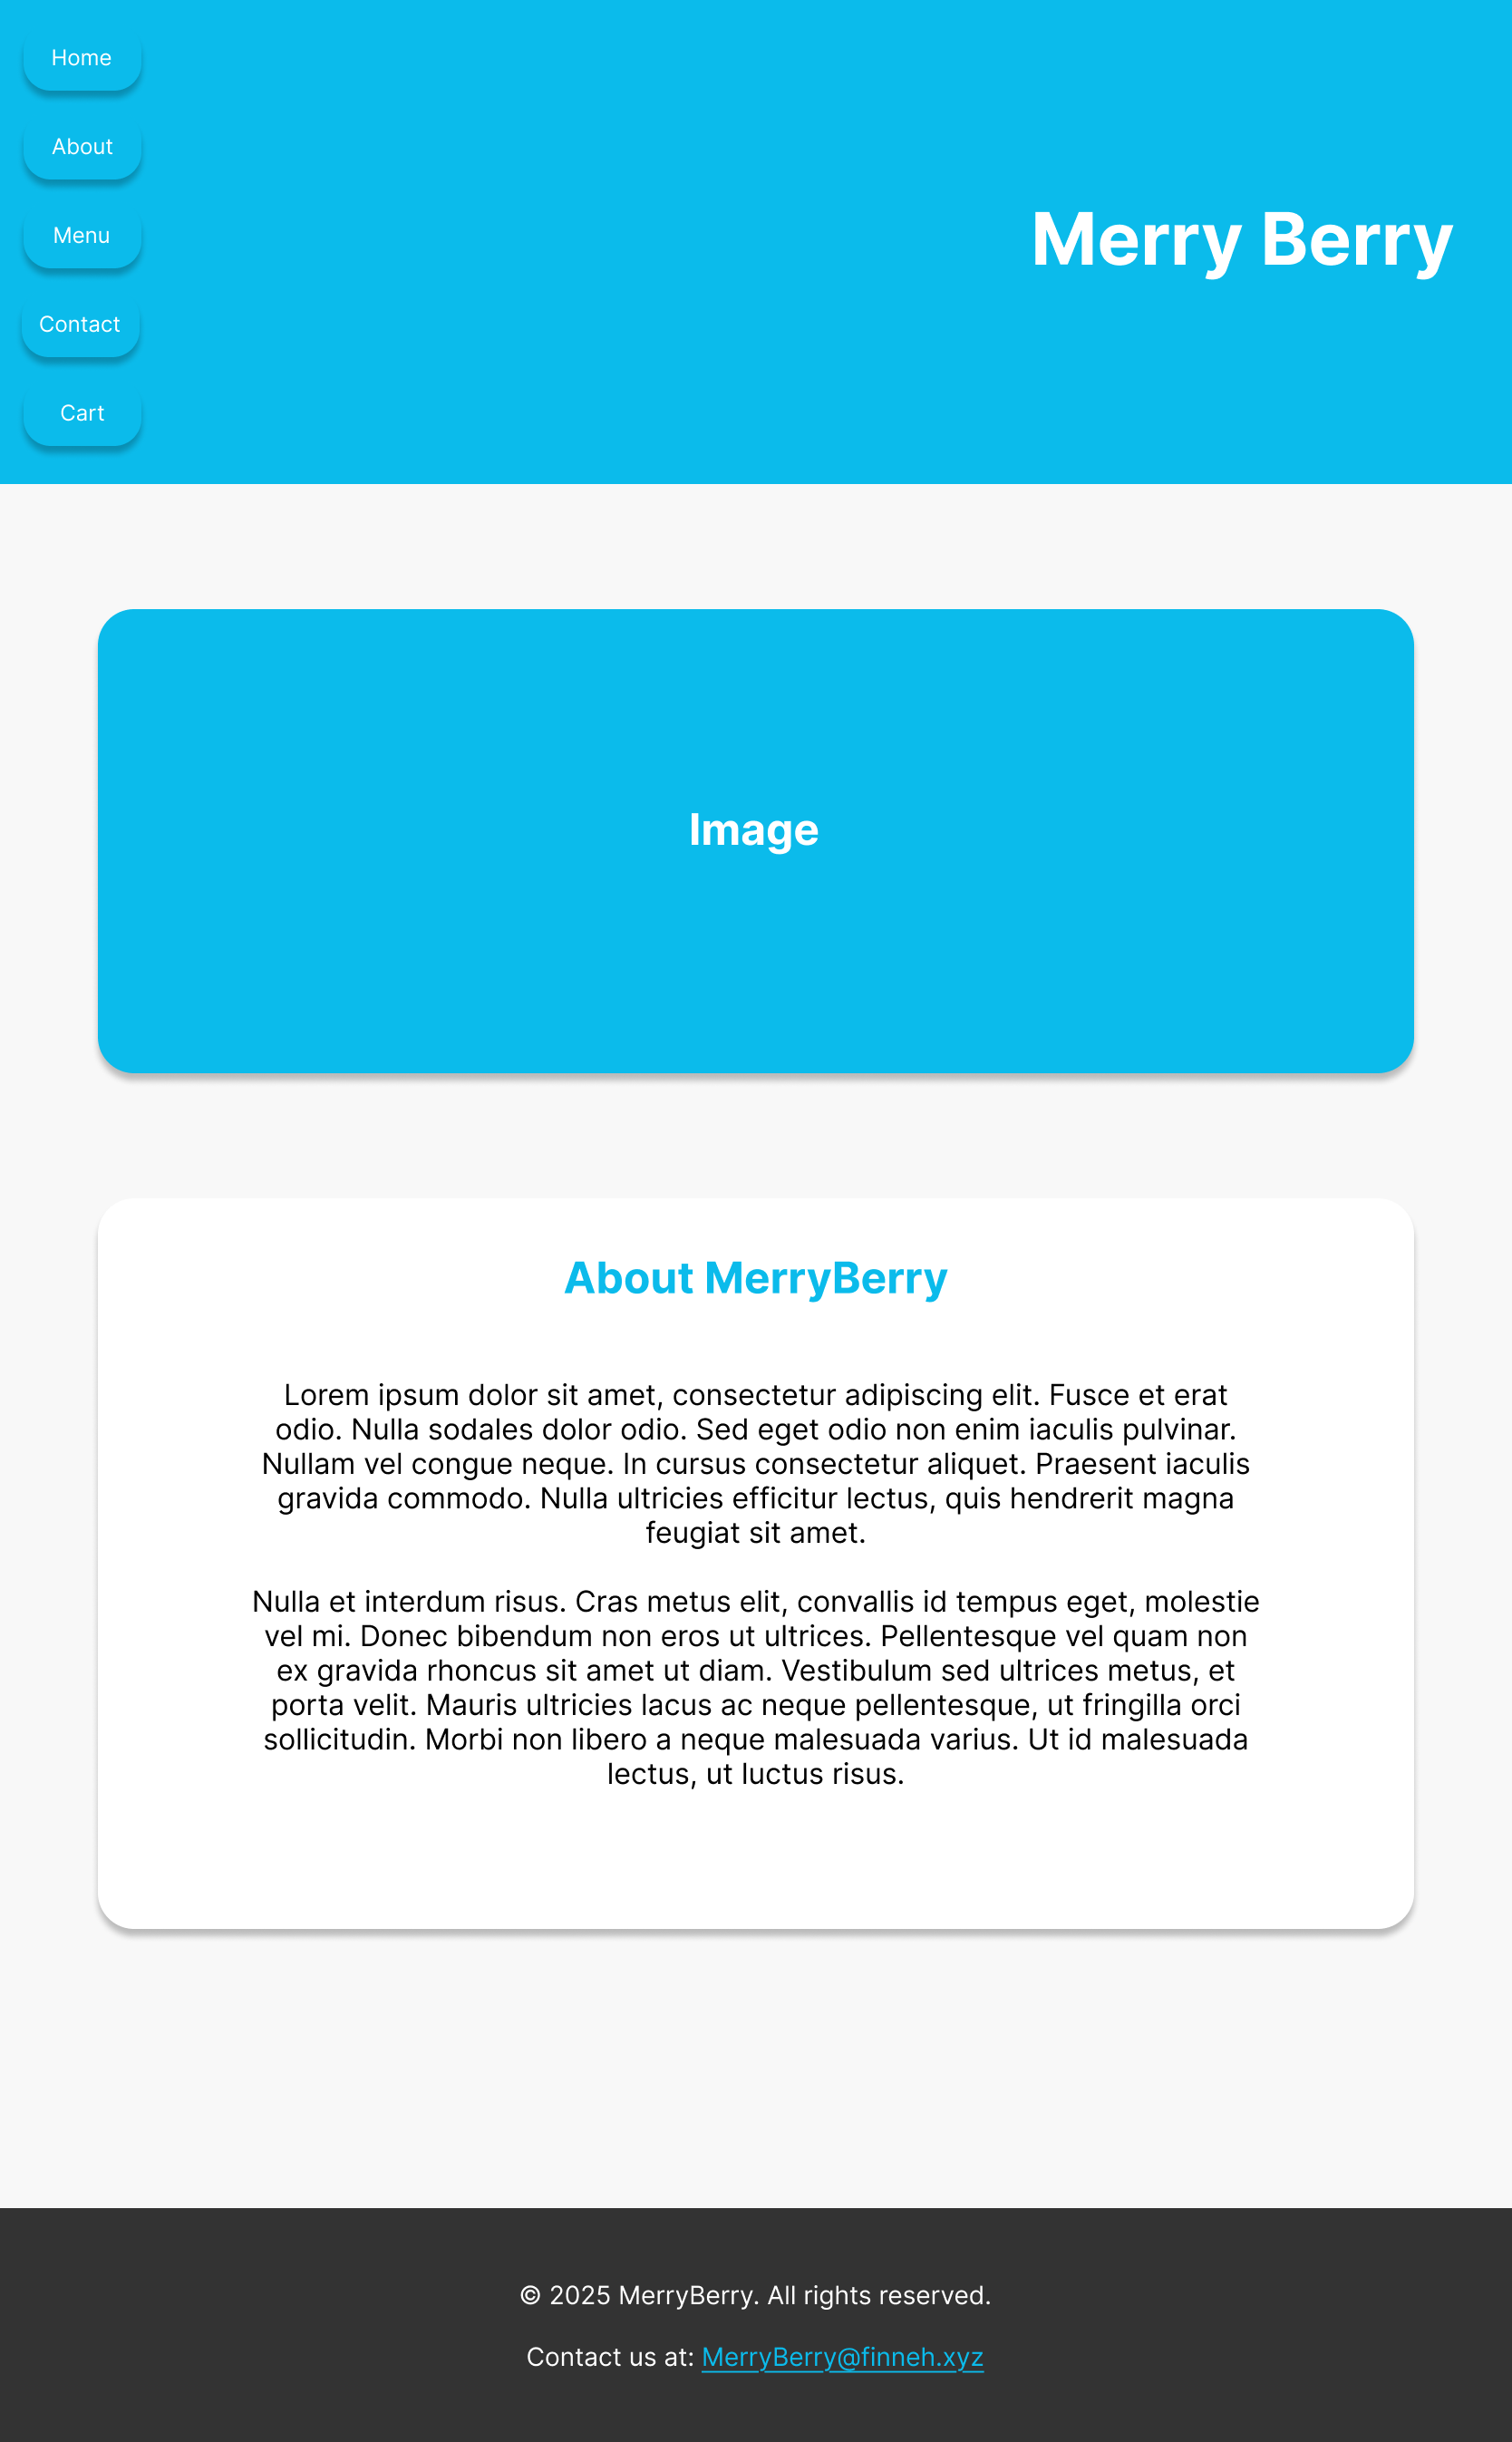 Home
About
Menu
Contact
Cart
Merry Berry
Image
About MerryBerry
Lorem ipsum dolor sit amet, consectetur adipiscing elit. Fusce et erat
odio. Nulla sodales dolor odio. Sed eget odio non enim iaculis pulvinar.
Nullam vel congue neque. In cursus consectetur aliquet. Praesent iaculis
gravida commodo. Nulla ultricies efficitur lectus, quis hendrerit magna
feugiat sit amet.
Nulla et interdum risus. Cras metus elit, convallis id tempus eget, molestie
vel mi. Donec bibendum non eros ut ultrices. Pellentesque vel quam non
ex gravida rhoncus sit amet ut diam. Vestibulum sed ultrices metus, et
porta velit. Mauris ultricies lacus ac neque pellentesque, ut fringilla orci
sollicitudin. Morbi non libero a neque malesuada varius. Ut id malesuada
lectus, ut luctus risus.
© 2025 MerryBerry. All rights reserved.
Contact us at: MerryBerry@finneh.xyz